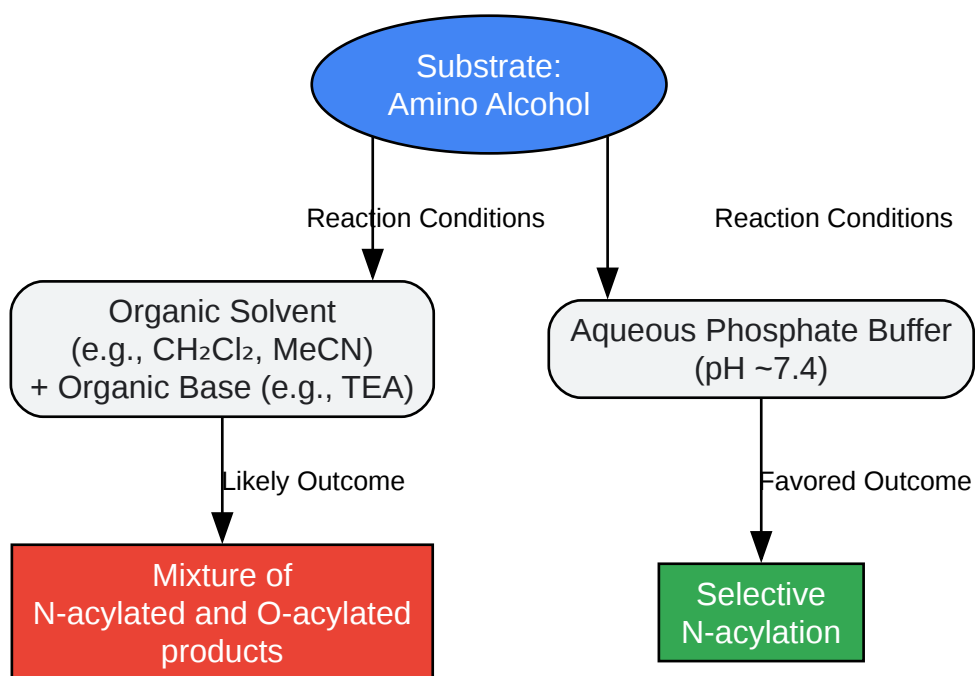 Substrate:
Amino Alcohol
Reaction Conditions
Reaction Conditions
Organic Solvent
(e.g., CH₂Cl₂, MeCN)
+ Organic Base (e.g., TEA)
Aqueous Phosphate Buffer
(pH ~7.4)
Likely Outcome
Favored Outcome
Mixture of
N-acylated and O-acylated
products
Selective
N-acylation